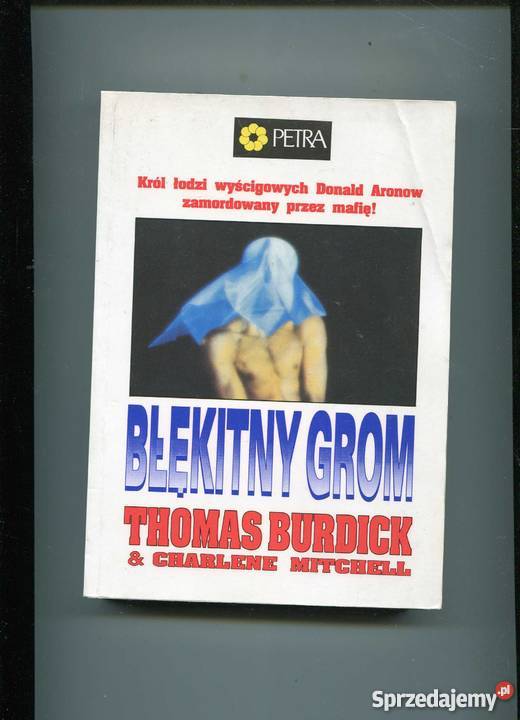 PETRA
Król łodzi wyścigowych Donald Aronow
zamordowany przez mafię!
BŁĘKITNY GROM
THOMAS BURDICK
& CHARLENE MITCHELL
Sprzedajemy.pl